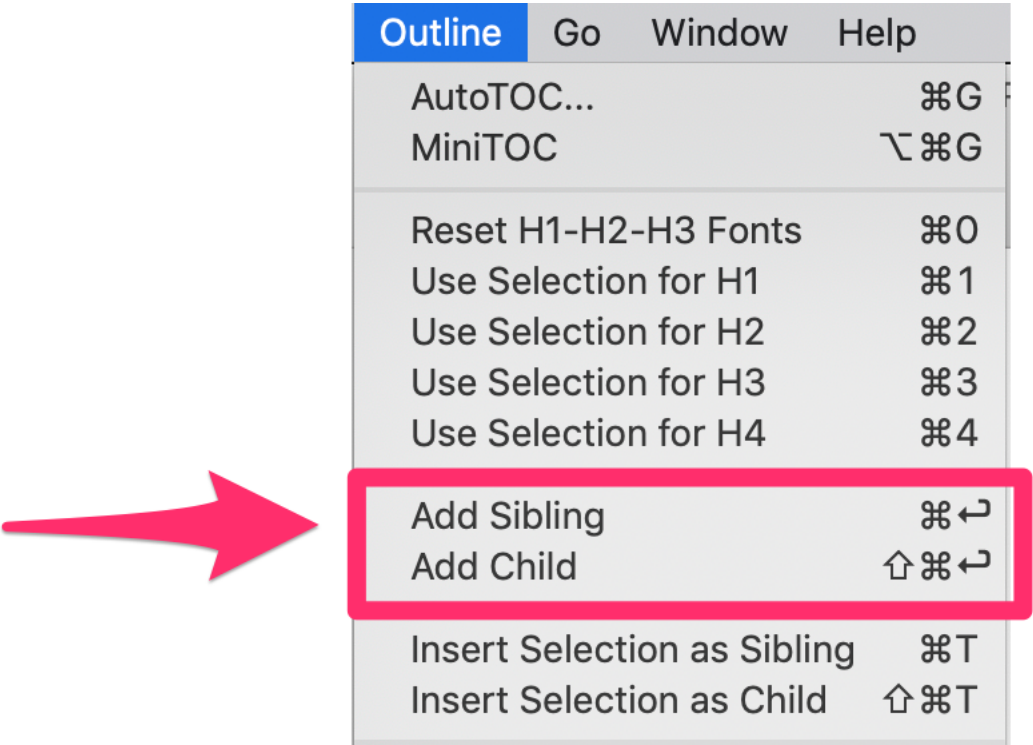 Outline Go Window Help
AutoTOC... ⌘G
MiniTOC ⌥⌘G
Reset H1-H2-H3 Fonts ⌘0
Use Selection for H1 ⌘1
Use Selection for H2 ⌘2
Use Selection for H3 ⌘3
Use Selection for H4 ⌘4
Add Sibling ⌘↩
Add Child ⇧⌘↩
Insert Selection as Sibling ⌘T
Insert Selection as Child ⇧⌘T